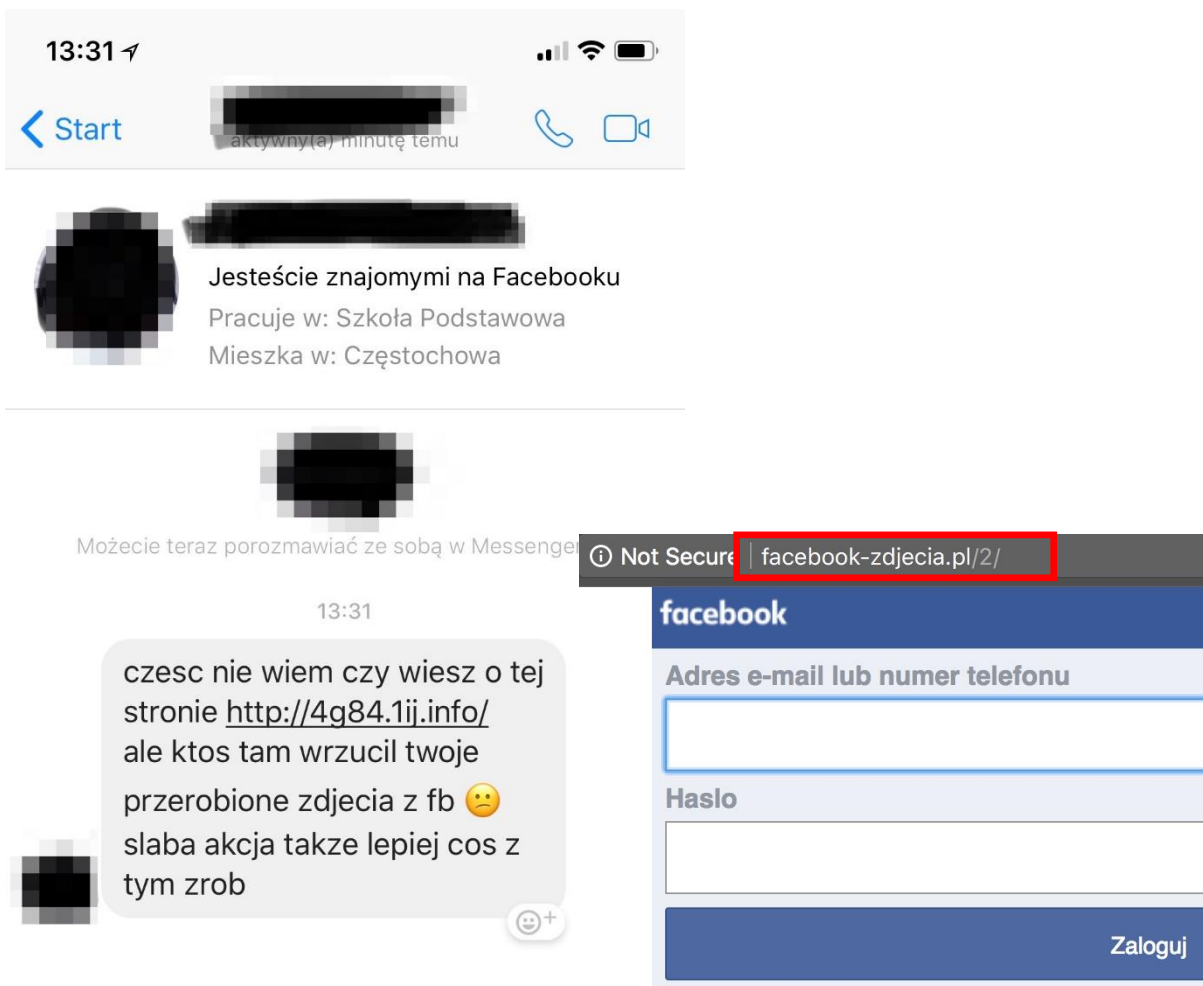 13:31
Start
aktywny(a) minutę temu
Jesteście znajomymi na Facebooku
Pracuje w: Szkoła Podstawowa
Mieszka w: Częstochowa
Możecie teraz porozmawiać ze sobą w Messenger
13:31
czesc nie wiem czy wiesz o tej
stronie http://4g84.1ij.info/
ale ktos tam wrzucil twoje
przerobione zdjecia z fb 😕
slaba akcja takze lepiej cos z
tym zrob
Not Secure facebook-zdjecia.pl/2/
facebook
Adres e-mail lub numer telefonu
Haslo
Zaloguj